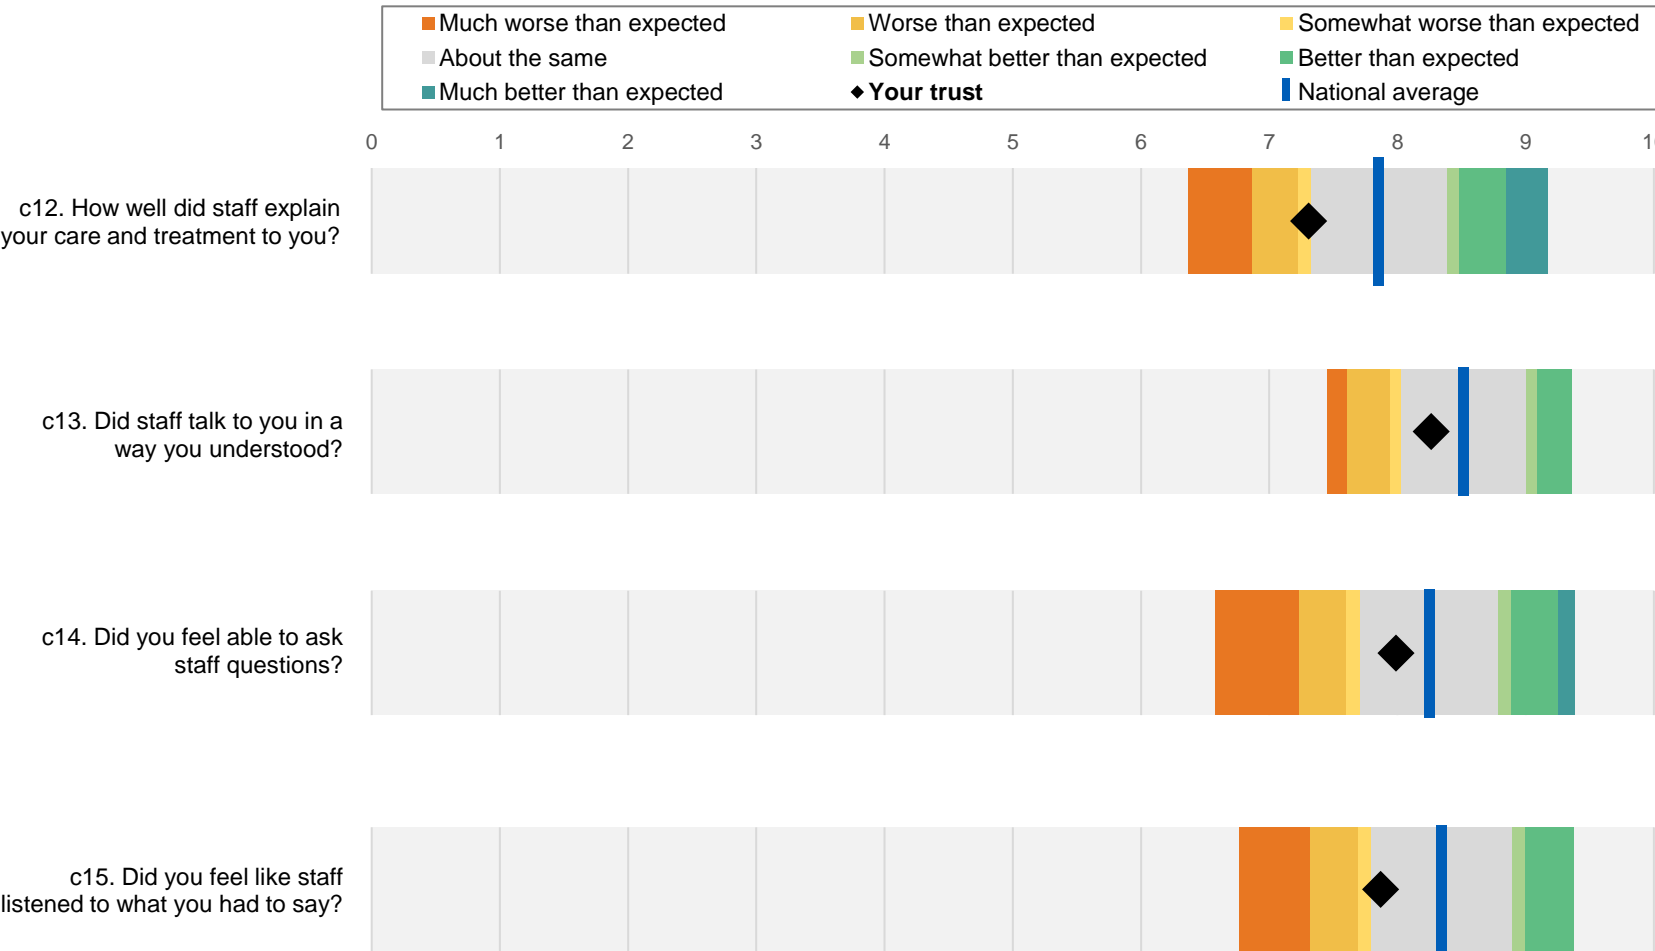 Much worse than expected
Worse than expected
Somewhat worse than expected
About the same
Somewhat better than expected
Better than expected
Much better than expected
Your trust
National average
0 1 2 3 4 5 6 7 8 9
c12. How well did staff explain
your care and treatment to you?
c13. Did staff talk to you in a
way you understood?
c14. Did you feel able to ask
staff questions?
c15. Did you feel like staff
listened to what you had to say?